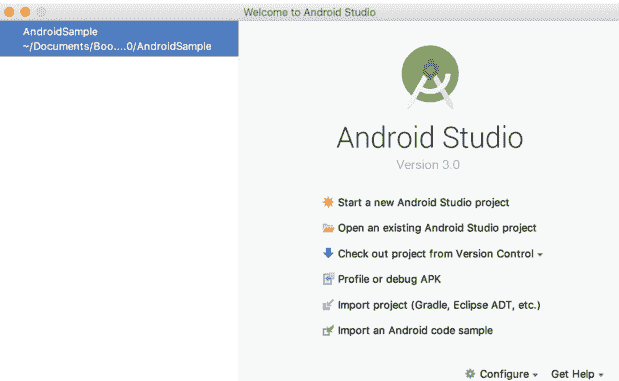 Welcome to Android Studio
AndroidSample
~/Documents/Boo....0/AndroidSample
Android Studio
Version 3.0
Start a new Android Studio project
Open an existing Android Studio project
Check out project from Version Control
Profile or debug APK
Import project (Gradle, Eclipse ADT, etc.)
Import an Android code sample
Configure Get Help